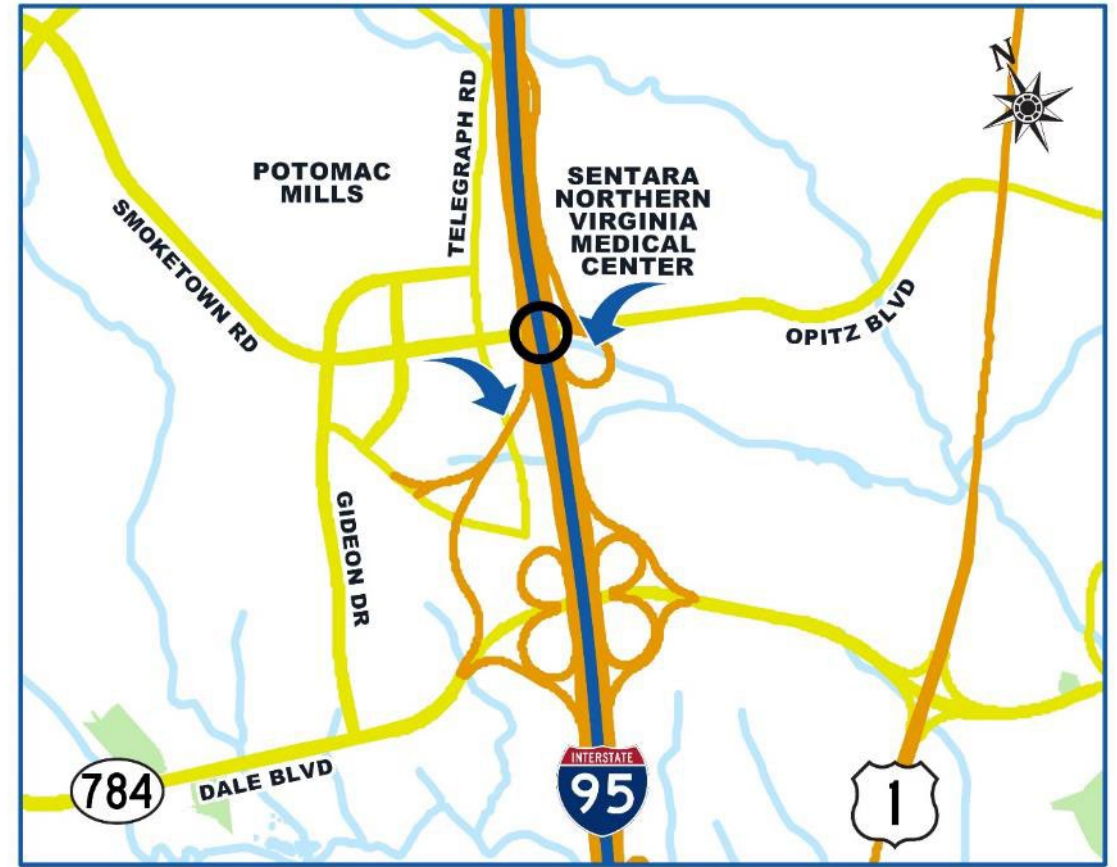 N
TELEGRAPH RD
POTOMAC
MILLS
SENTARA
NORTHERN
VIRGINIA
MEDICAL
CENTER
SMOKETOWN RD
OPITZ BLVD
GIDEON DR
INTERSTATE
95
784
DALE BLVD
1